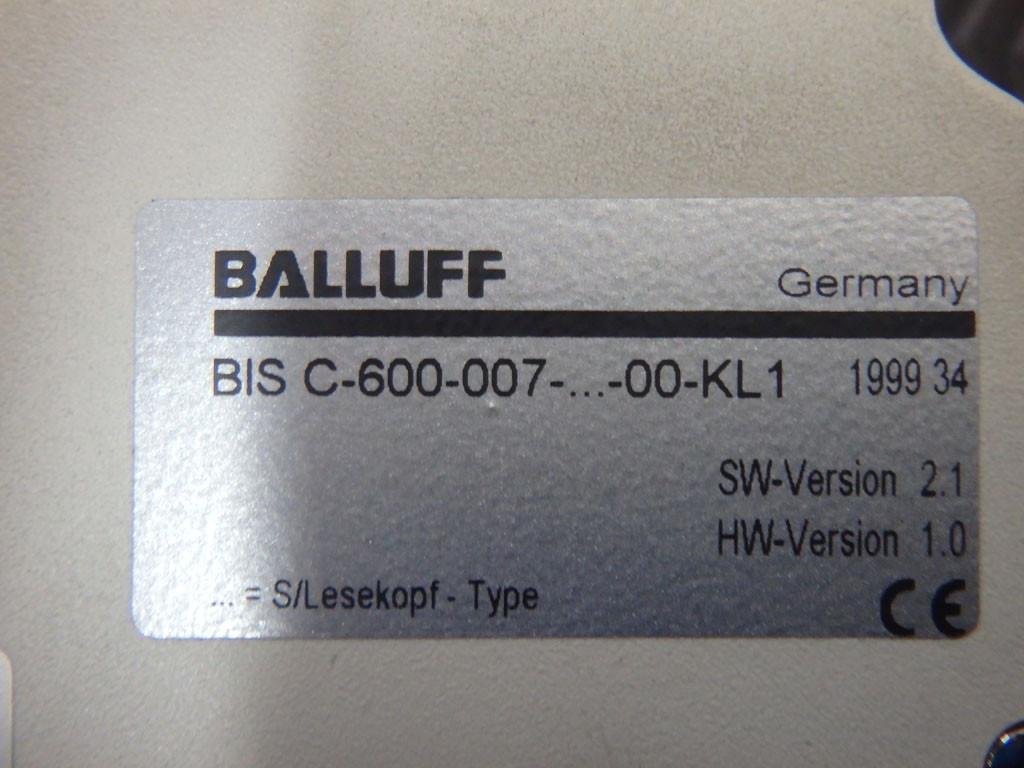 BALLUFF
Germany
BIS C-600-007-...-00-KL1 1999 34
SW-Version 2.1
HW-Version 1.0
... = S/Lesekopf - Type
CE